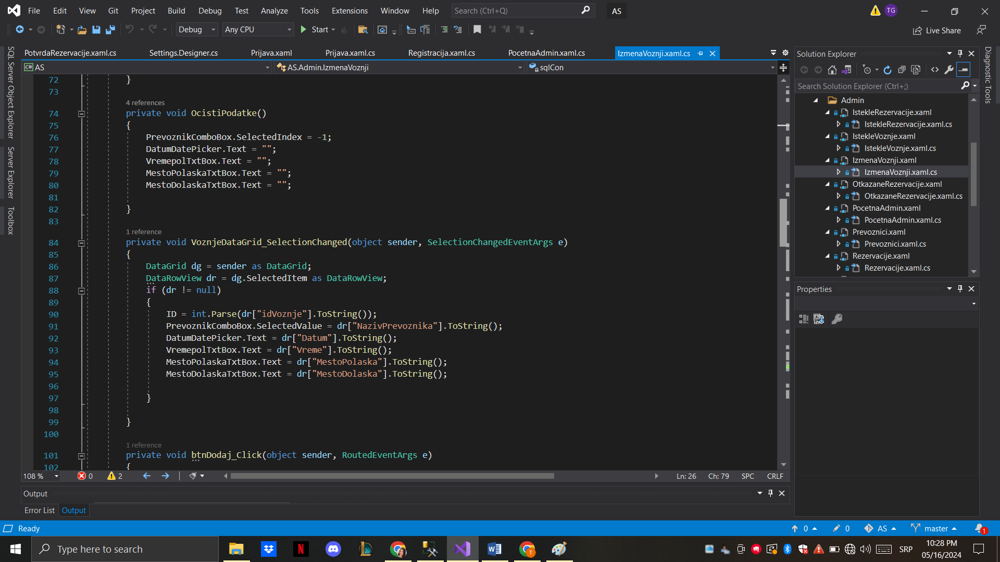 File Edit View Git Project Build Debug Test Analyze Tools Extensions Window Help Search (Ctrl+Q) AS TG
Debug Any CPU Start Live Share
PotvrdaRezervacije.xaml.cs Settings.Designer.cs Prijava.xaml Prijava.xaml.cs Registracija.xaml.cs PocetnaAdmin.xaml.cs IzmenaVoznji.xaml.cs
C# AS AS.Admin.IzmenaVoznji sqlCon
SQL Server Object Explorer
Server Explorer
Toolbox
72 }
73
4 references
74 private void OcistiPodatke()
75 {
76 PrevoznikComboBox.SelectedIndex = -1;
77 DatumDatePicker.Text = "";
78 VremepolTxtBox.Text = "";
79 MestoPolaskaTxtBox.Text = "";
80 MestoDolaskaTxtBox.Text = "";
81
82 }
83
1 reference
84 private void VoznjeDataGrid_SelectionChanged(object sender, SelectionChangedEventArgs e)
85 {
86 DataGrid dg = sender as DataGrid;
87 DataRowView dr = dg.SelectedItem as DataRowView;
88 if (dr != null)
89 {
90 ID = int.Parse(dr["idVoznje"].ToString());
91 PrevoznikComboBox.SelectedValue = dr["NazivPrevoznika"].ToString();
92 DatumDatePicker.Text = dr["Datum"].ToString();
93 VremepolTxtBox.Text = dr["Vreme"].ToString();
94 MestoPolaskaTxtBox.Text = dr["MestoPolaska"].ToString();
95 MestoDolaskaTxtBox.Text = dr["MestoDolaska"].ToString();
96
97 }
98
99 }
100
1 reference
101 private void btnDodaj_Click(object sender, RoutedEventArgs e)
102 {
108 % 0 2 Ln: 26 Ch: 79 SPC CRLF
Output
Error List Output
Solution Explorer
Search Solution Explorer (Ctrl+;)
Admin
IstekleRezervacije.xaml
IstekleRezervacije.xaml.cs
IstekleVoznje.xaml
IstekleVoznje.xaml.cs
IzmenaVoznji.xaml
IzmenaVoznji.xaml.cs
OtkazaneRezervacije.xaml
OtkazaneRezervacije.xaml.cs
PocetnaAdmin.xaml
PocetnaAdmin.xaml.cs
Prevoznici.xaml
Prevoznici.xaml.cs
Rezervacije.xaml
Rezervacije.xaml.cs
Properties
Diagnostic Tools
Ready 0 0 AS master 1
Type here to search SRP 10:28 PM
05/16/2024